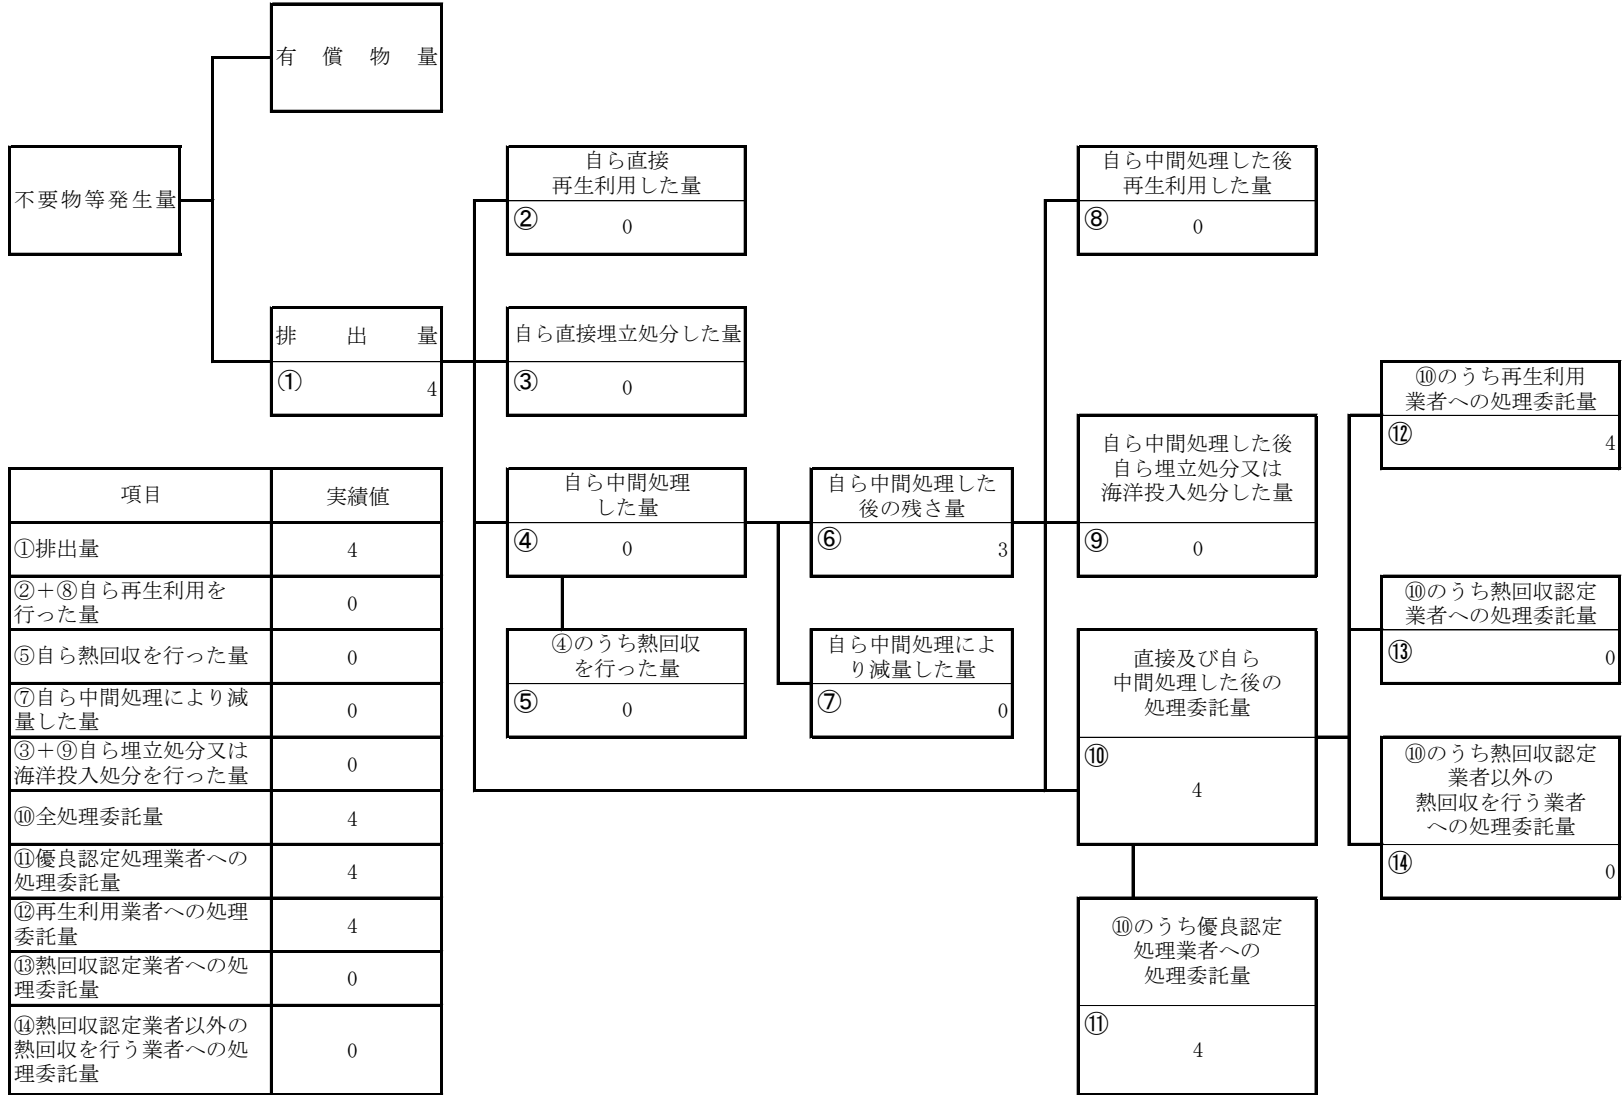 有償物量
不要物等発生量
排出量
①
4
自ら直接
再生利用した量
②
0
自ら直接埋立処分した量
③
0
自ら中間処理
した量
④
0
④のうち熱回収
を行った量
⑤
0
自ら中間処理した
後の残さ量
⑥
3
自ら中間処理によ
り減量した量
⑦
0
自ら中間処理した後
再生利用した量
⑧
0
自ら中間処理した後
自ら埋立処分又は
海洋投入処分した量
⑨
0
直接及び自ら
中間処理した後の
処理委託量
⑩
4
⑩のうち優良認定
処理業者への
処理委託量
⑪
4
⑩のうち再生利用
業者への処理委託量
⑫
4
⑩のうち熱回収認定
業者への処理委託量
⑬
0
⑩のうち熱回収認定
業者以外の
熱回収を行う業者
への処理委託量
⑭
0
項目 実績値
①排出量 4
②+⑧自ら再生利用を
行った量 0
⑤自ら熱回収を行った量 0
⑦自ら中間処理により減
量した量 0
③+⑨自ら埋立処分又は
海洋投入処分を行った量 0
⑩全処理委託量 4
⑪優良認定処理業者への
処理委託量 4
⑫再生利用業者への処理
委託量 4
⑬熱回収認定業者への処
理委託量 0
⑭熱回収認定業者以外の
熱回収を行う業者への処
理委託量 0